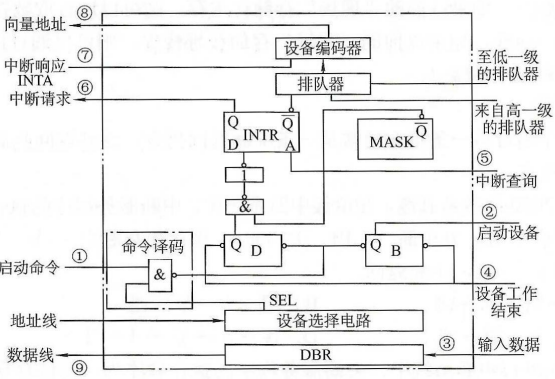 ⑧
向量地址
设备编码器
⑦
中断响应
INTA
至低一级
的排队器
排队器
⑥
中断请求
来自高一级
的排队器
Q
Q̅
INTR
D
A
Q̅
MASK
⑤
中断查询
1
&
②
启动设备
命令译码
Q
D
Q
B
①
启动命令
&
④
设备工作
结束
SEL
地址线
设备选择电路
③
数据线
DBR
输入数据
⑨